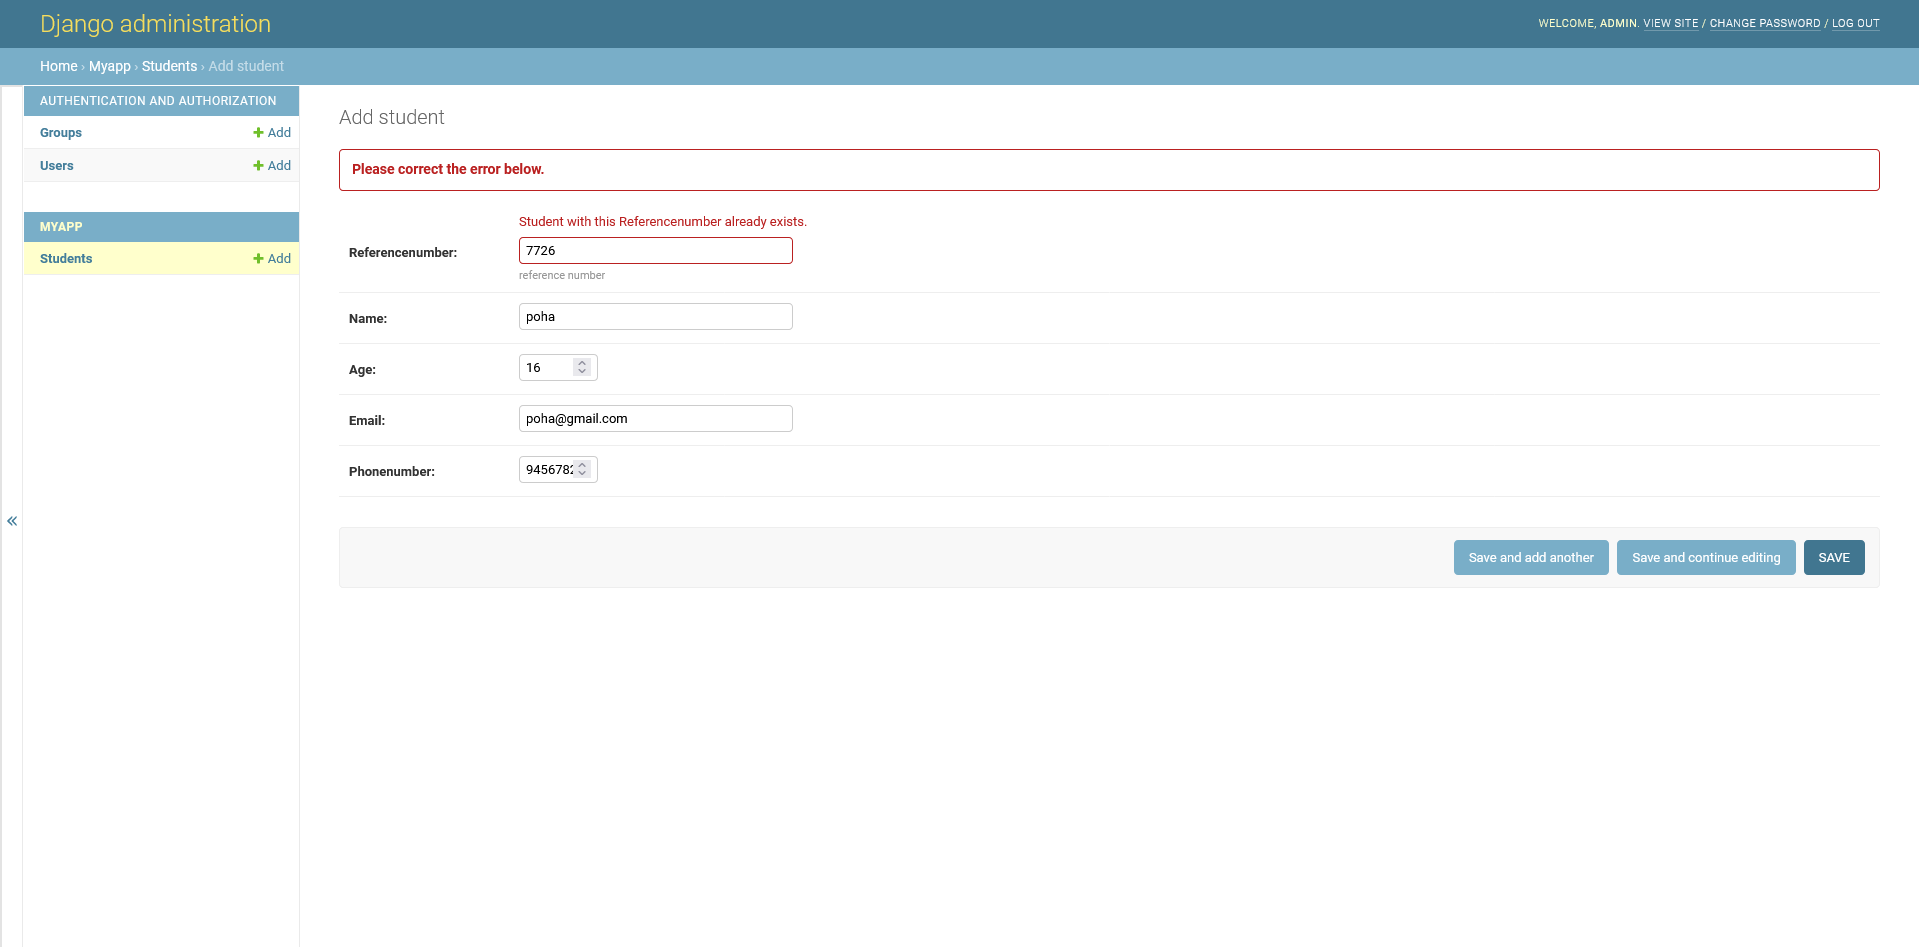 Django administration
WELCOME, ADMIN. VIEW SITE / CHANGE PASSWORD / LOG OUT
Home › Myapp › Students › Add student
AUTHENTICATION AND AUTHORIZATION
Groups + Add
Users + Add
MYAPP
Students + Add
«
Add student
Please correct the error below.
Student with this Referencenumber already exists.
Referencenumber: 7726
reference number
Name: poha
Age: 16
Email: poha@gmail.com
Phonenumber: 945678
Save and add another Save and continue editing SAVE